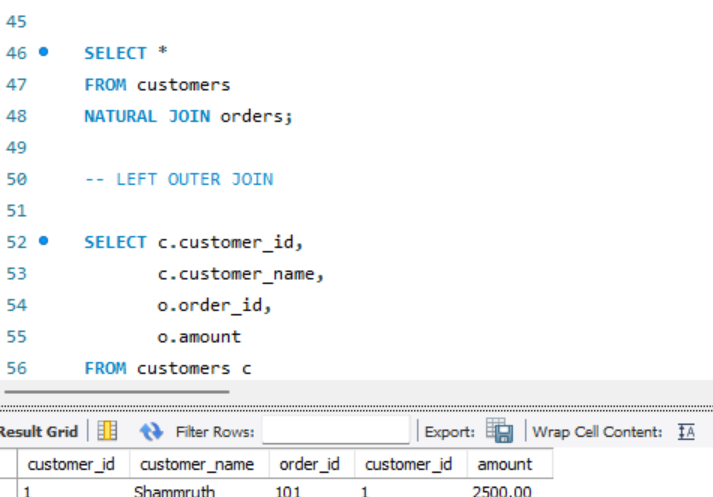 45
46 SELECT *
47 FROM customers
48 NATURAL JOIN orders;
49
50 -- LEFT OUTER JOIN
51
52 SELECT c.customer_id,
53 c.customer_name,
54 o.order_id,
55 o.amount
56 FROM customers c
Result Grid Filter Rows: Export: Wrap Cell Content:
customer_id customer_name order_id customer_id amount
1 Shammruth 101 1 2500.00